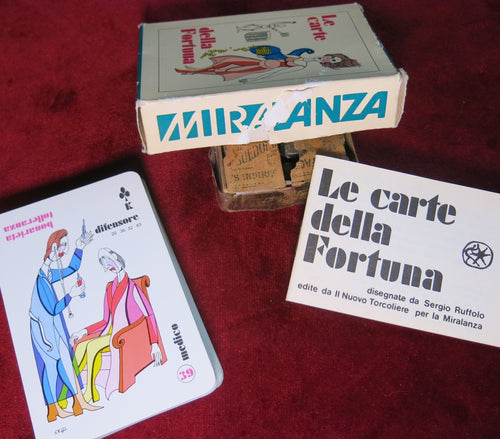 Le carte
della
Fortuna
MIRALANZA
Le carte
della
Fortuna
disegnate da Sergio Ruffolo
edite da Il Nuovo Torcoliere per la Miralanza
K
difensore
bonarietà
tolleranza
medico
39